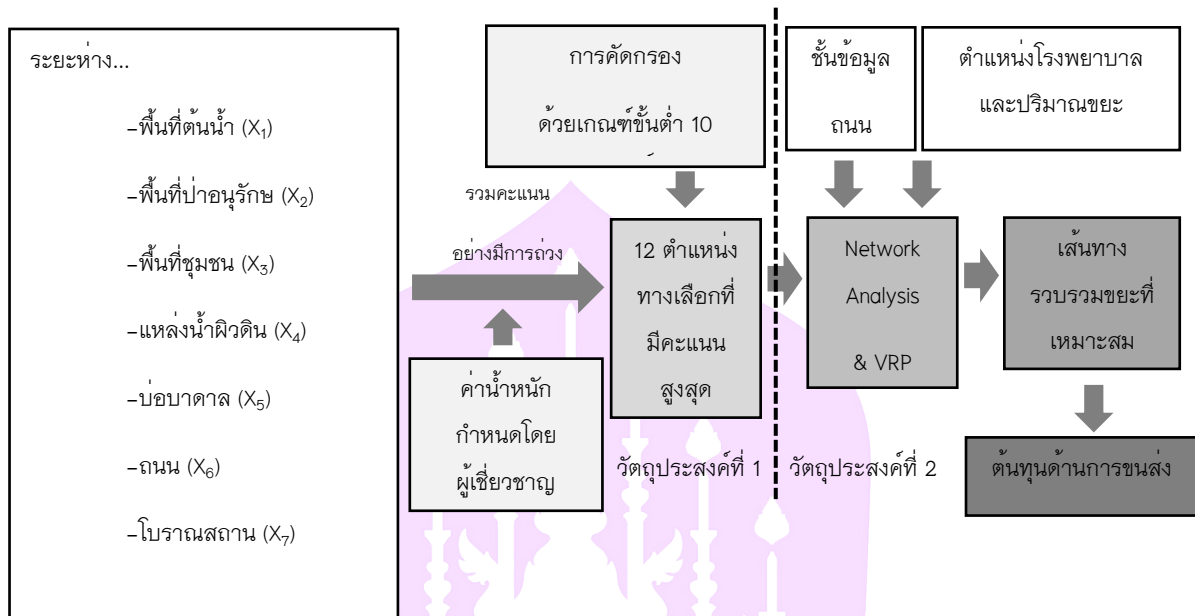 ระยะห่าง...
-พื้นที่ต้นน้ำ (X₁)
-พื้นที่ป่าอนุรักษ (X₂)
-พื้นที่ชุมชน (X₃)
-แหล่งน้ำผิวดิน (X₄)
-บ่อบาดาล (X₅)
-ถนน (X₆)
-โบราณสถาน (X₇)
รวมคะแนน
อย่างมีการถ่วง
ค่าน้ำหนัก
กำหนดโดย
ผู้เชี่ยวชาญ
การคัดกรอง
ด้วยเกณฑ์ขั้นต่ำ 10
12 ตำแหน่ง
ทางเลือกที่
มีคะแนน
สูงสุด
วัตถุประสงค์ที่ 1
วัตถุประสงค์ที่ 2
ชั้นข้อมูล
ถนน
ตำแหน่งโรงพยาบาล
และปริมาณขยะ
Network
Analysis
& VRP
เส้นทาง
รวบรวมขยะที่
เหมาะสม
ต้นทุนด้านการขนส่ง